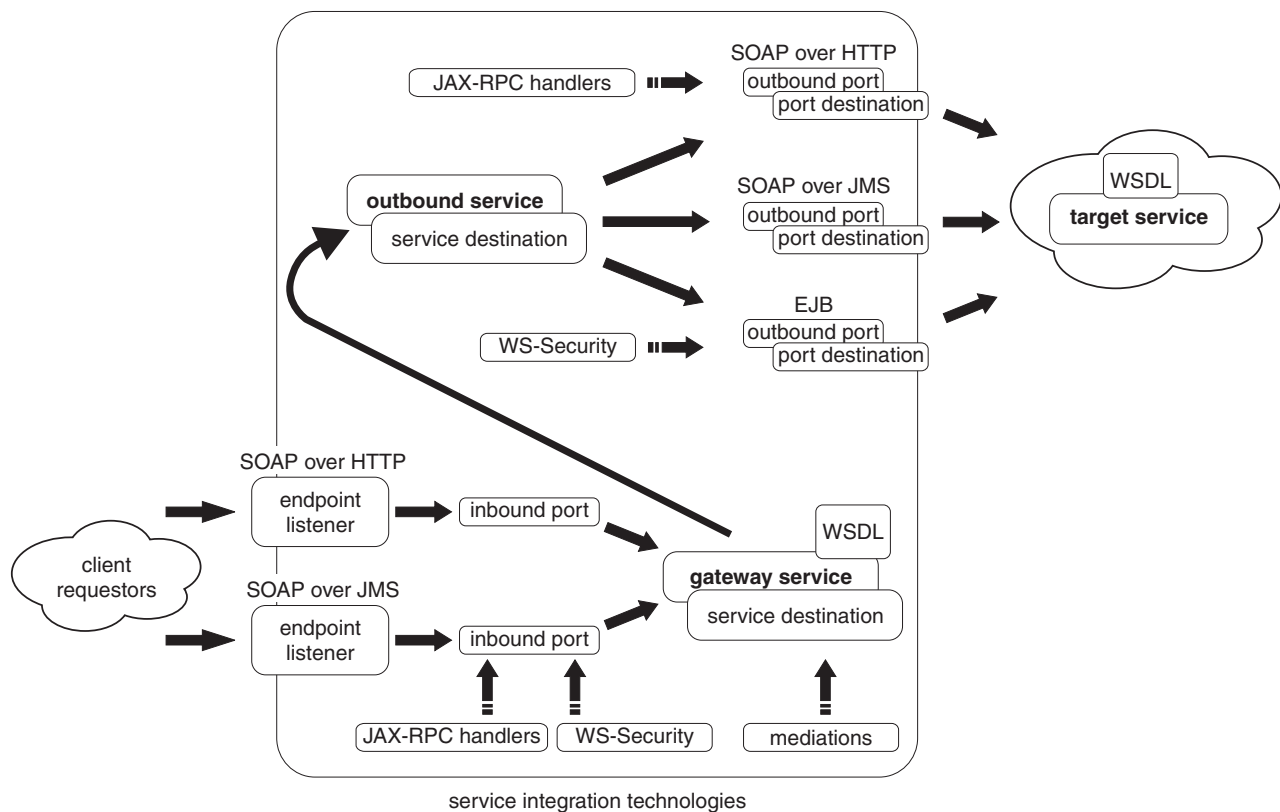 SOAP over HTTP
JAX-RPC handlers
outbound port
port destination
WSDL
target service
outbound service
service destination
SOAP over JMS
outbound port
port destination
EJB
WS-Security
outbound port
port destination
SOAP over HTTP
endpoint
listener
inbound port
client
requestors
WSDL
gateway service
service destination
SOAP over JMS
endpoint
listener
inbound port
JAX-RPC handlers
WS-Security
mediations
service integration technologies